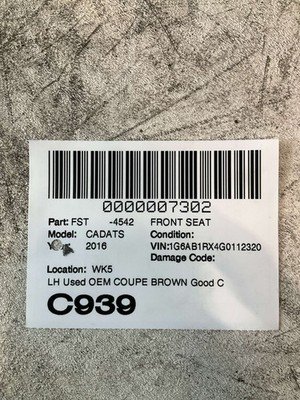 0000007302
Part: FST -4542 FRONT SEAT
Model: CADATS Condition:
2016 VIN:1G6AB1RX4G0112320
Damage Code:
Location: WK5
LH Used OEM COUPE BROWN Good C
C939